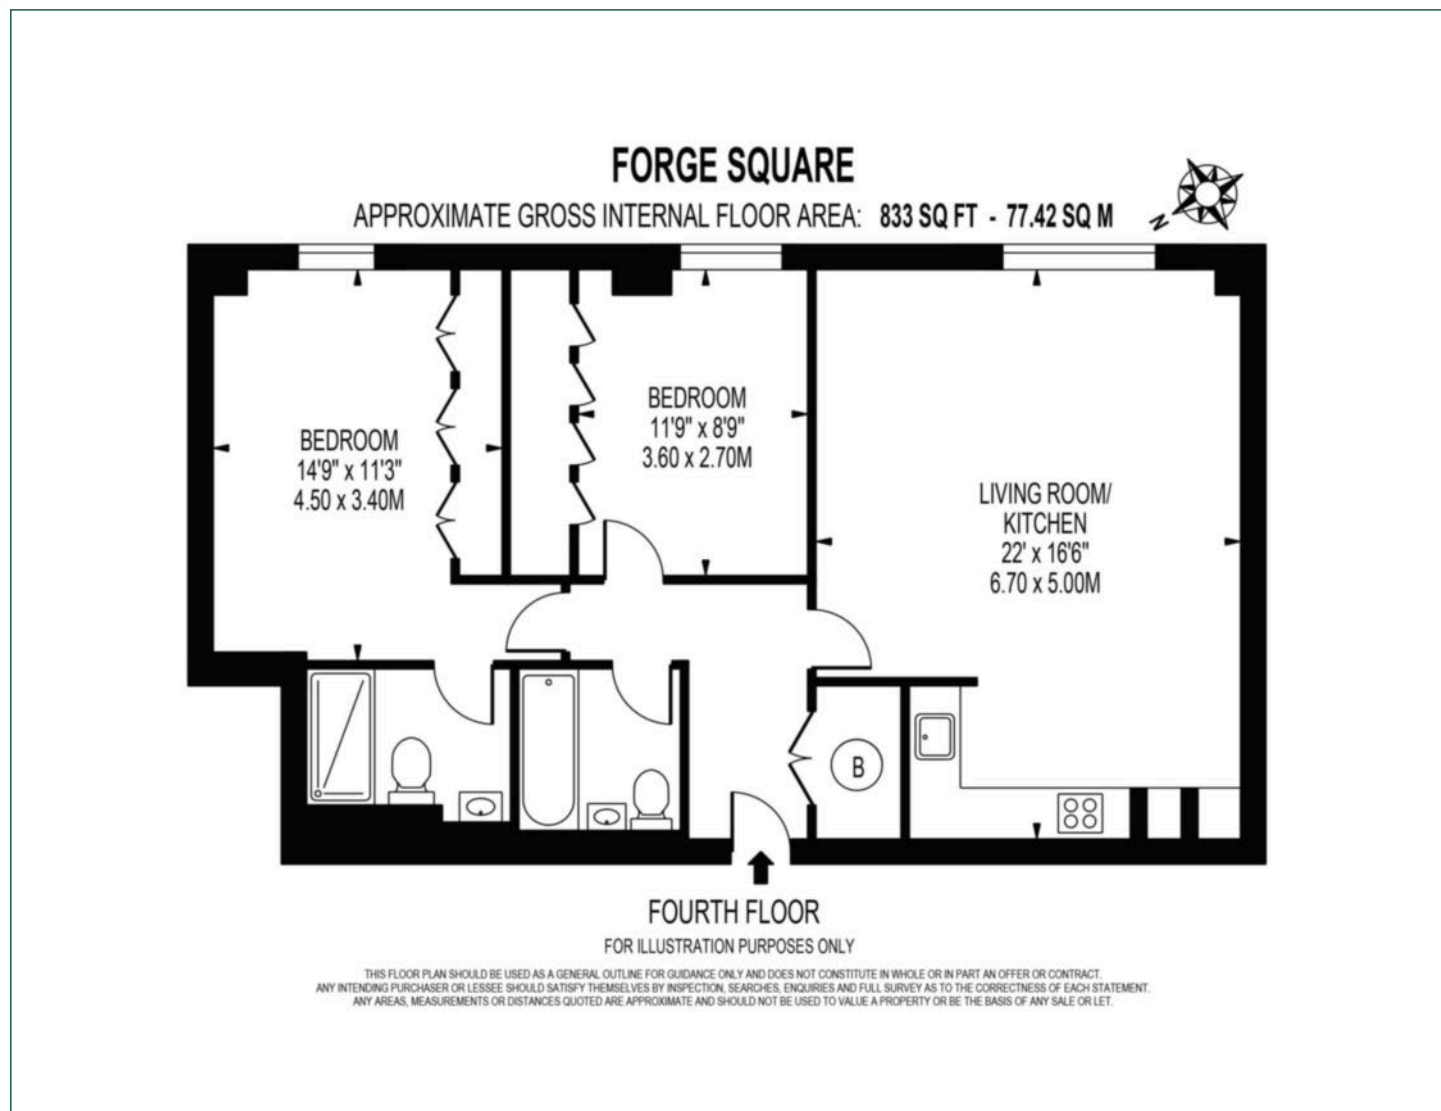 FORGE SQUARE
APPROXIMATE GROSS INTERNAL FLOOR AREA: 833 SQ FT - 77.42 SQ M
N
BEDROOM
14'9" x 11'3"
4.50 x 3.40M
BEDROOM
11'9" x 8'9"
3.60 x 2.70M
LIVING ROOM/
KITCHEN
22' x 16'6"
6.70 x 5.00M
B
FOURTH FLOOR
FOR ILLUSTRATION PURPOSES ONLY
THIS FLOOR PLAN SHOULD BE USED AS A GENERAL OUTLINE FOR GUIDANCE ONLY AND DOES NOT CONSTITUTE IN WHOLE OR IN PART AN OFFER OR CONTRACT.
ANY INTENDING PURCHASER OR LESSEE SHOULD SATISFY THEMSELVES BY INSPECTION, SEARCHES, ENQUIRIES AND FULL SURVEY AS TO THE CORRECTNESS OF EACH STATEMENT.
ANY AREAS, MEASUREMENTS OR DISTANCES QUOTED ARE APPROXIMATE AND SHOULD NOT BE USED TO VALUE A PROPERTY OR BE THE BASIS OF ANY SALE OR LET.